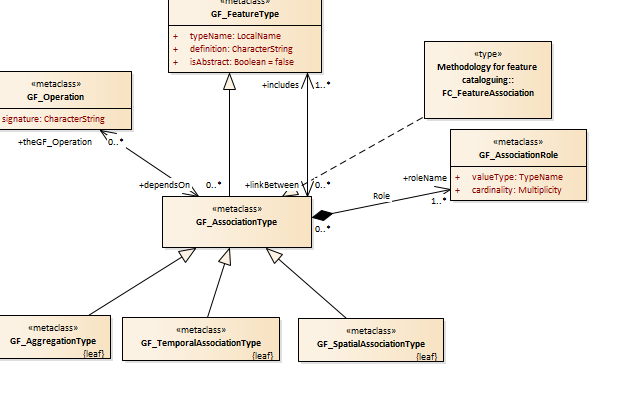 «metaclass»
GF_FeatureType
+ typeName: LocalName
+ definition: CharacterString
+ isAbstract: Boolean = false
«type»
Methodology for feature
cataloguing::
FC_FeatureAssociation
«metaclass»
GF_Operation
signature: CharacterString
+includes
1..*
«metaclass»
GF_AssociationRole
+ valueType: TypeName
+ cardinality: Multiplicity
+theGF_Operation
0..*
+dependsOn
0..*
+linkBetween
0..*
+roleName
1..*
Role
«metaclass»
GF_AssociationType
0..*
«metaclass»
GF_AggregationType
{leaf}
«metaclass»
GF_TemporalAssociationType
{leaf}
«metaclass»
GF_SpatialAssociationType
{leaf}